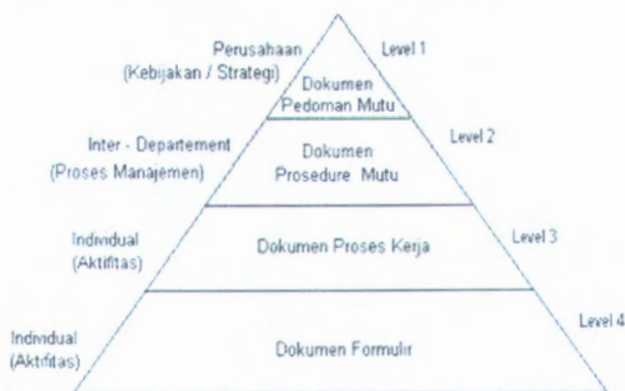 Perusahaan
(Kebijakan / Strategi)
Level 1
Dokumen
Pedoman Mutu
Inter - Departement
(Proses Manajemen)
Level 2
Dokumen
Prosedure Mutu
Individual
(Aktifitas)
Level 3
Dokumen Proses Kerja
Individual
(Aktifitas)
Level 4
Dokumen Formulir